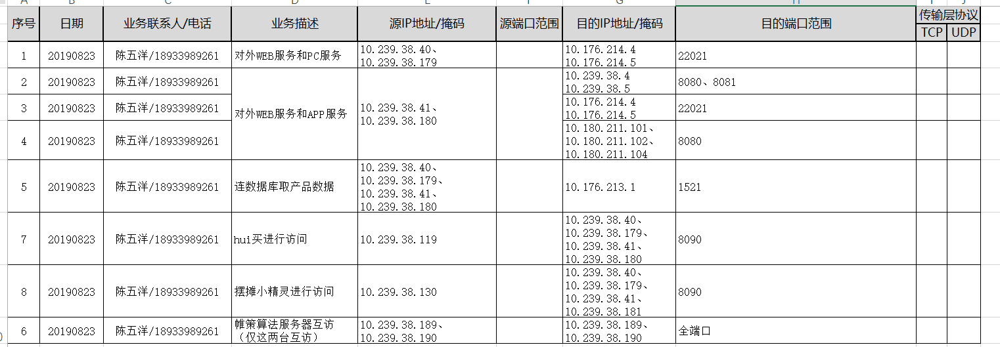 序号 日期 业务联系人/电话 业务描述 源IP地址/掩码 源端口范围 目的IP地址/掩码 目的端口范围 传输层协议
TCP UDP
1 20190823 陈五洋/18933989261 对外WEB服务和PC服务 10.239.38.40、
10.239.38.179
10.176.214.4
10.176.214.5
22021
2 20190823 陈五洋/18933989261
对外WEB服务和APP服务
10.239.38.41、
10.239.38.180
10.239.38.4
10.239.38.5
8080、8081
3 20190823 陈五洋/18933989261
10.176.214.4
10.176.214.5
22021
4 20190823 陈五洋/18933989261
10.180.211.101、
10.180.211.102、
10.180.211.104
8080
5 20190823 陈五洋/18933989261 连数据库取产品数据
10.239.38.40、
10.239.38.179、
10.239.38.41、
10.239.38.180
10.176.213.1 1521
7 20190823 陈五洋/18933989261 hui买进行访问 10.239.38.119
10.239.38.40、
10.239.38.179、
10.239.38.41、
10.239.38.180
8090
8 20190823 陈五洋/18933989261 摆摊小精灵进行访问 10.239.38.130
10.239.38.40、
10.239.38.179、
10.239.38.41、
10.239.38.181
8090
6 20190823 陈五洋/18933989261
帷策算法服务器互访
（仅这两台互访）
10.239.38.189、
10.239.38.190
10.239.38.189、
10.239.38.190
全端口